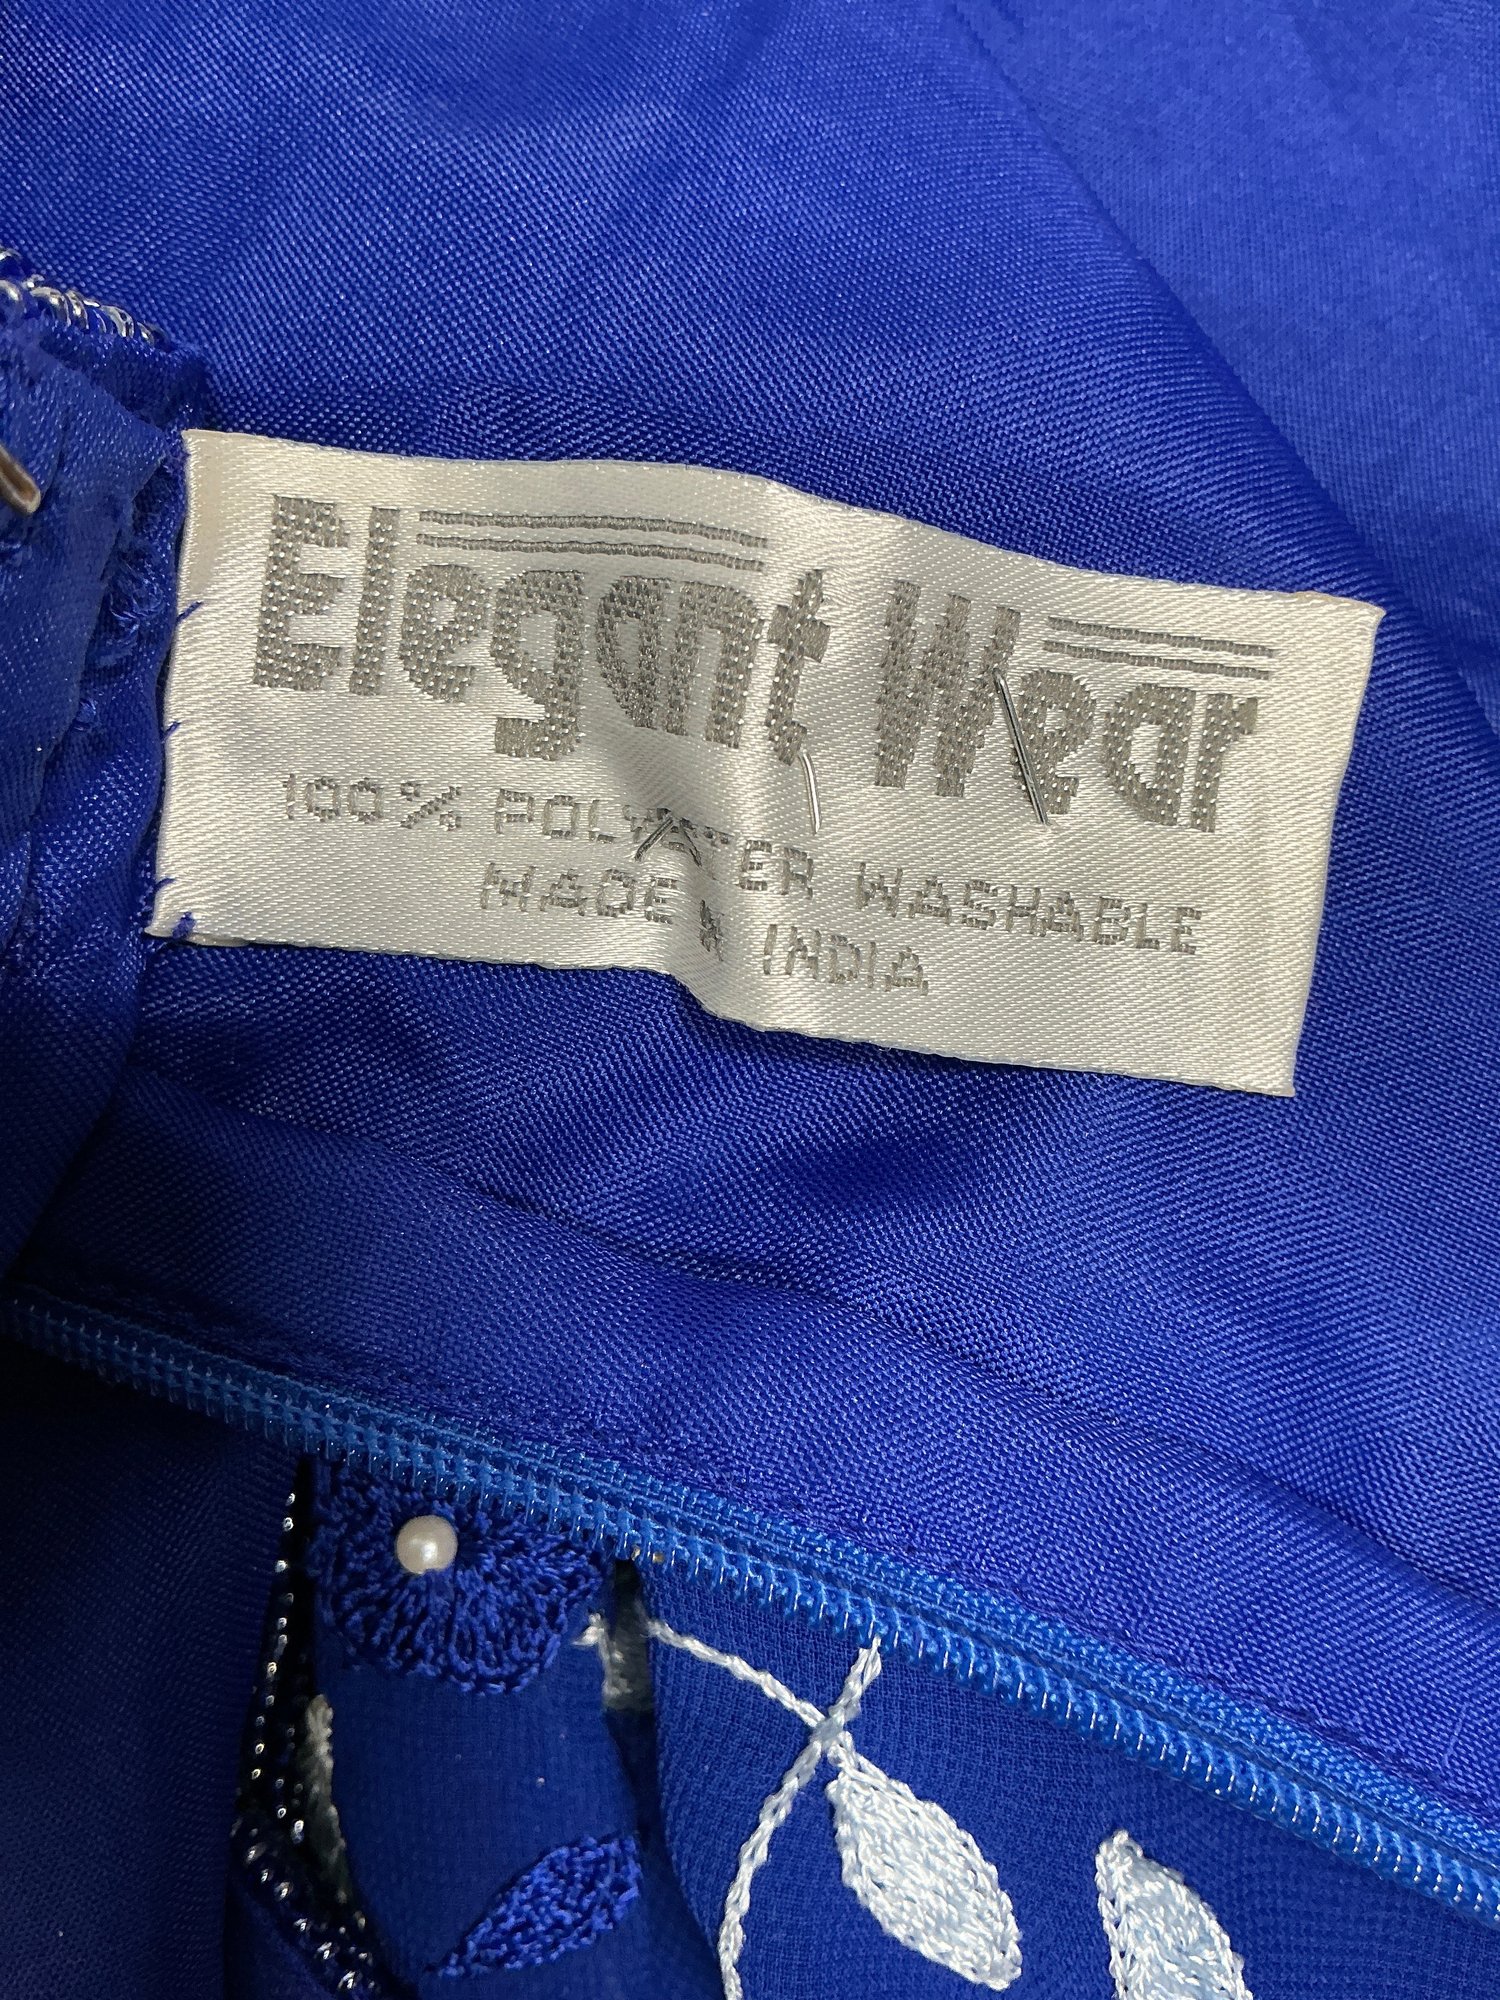 Elegant Wear
100% POLYESTER WASHABLE
MADE IN INDIA